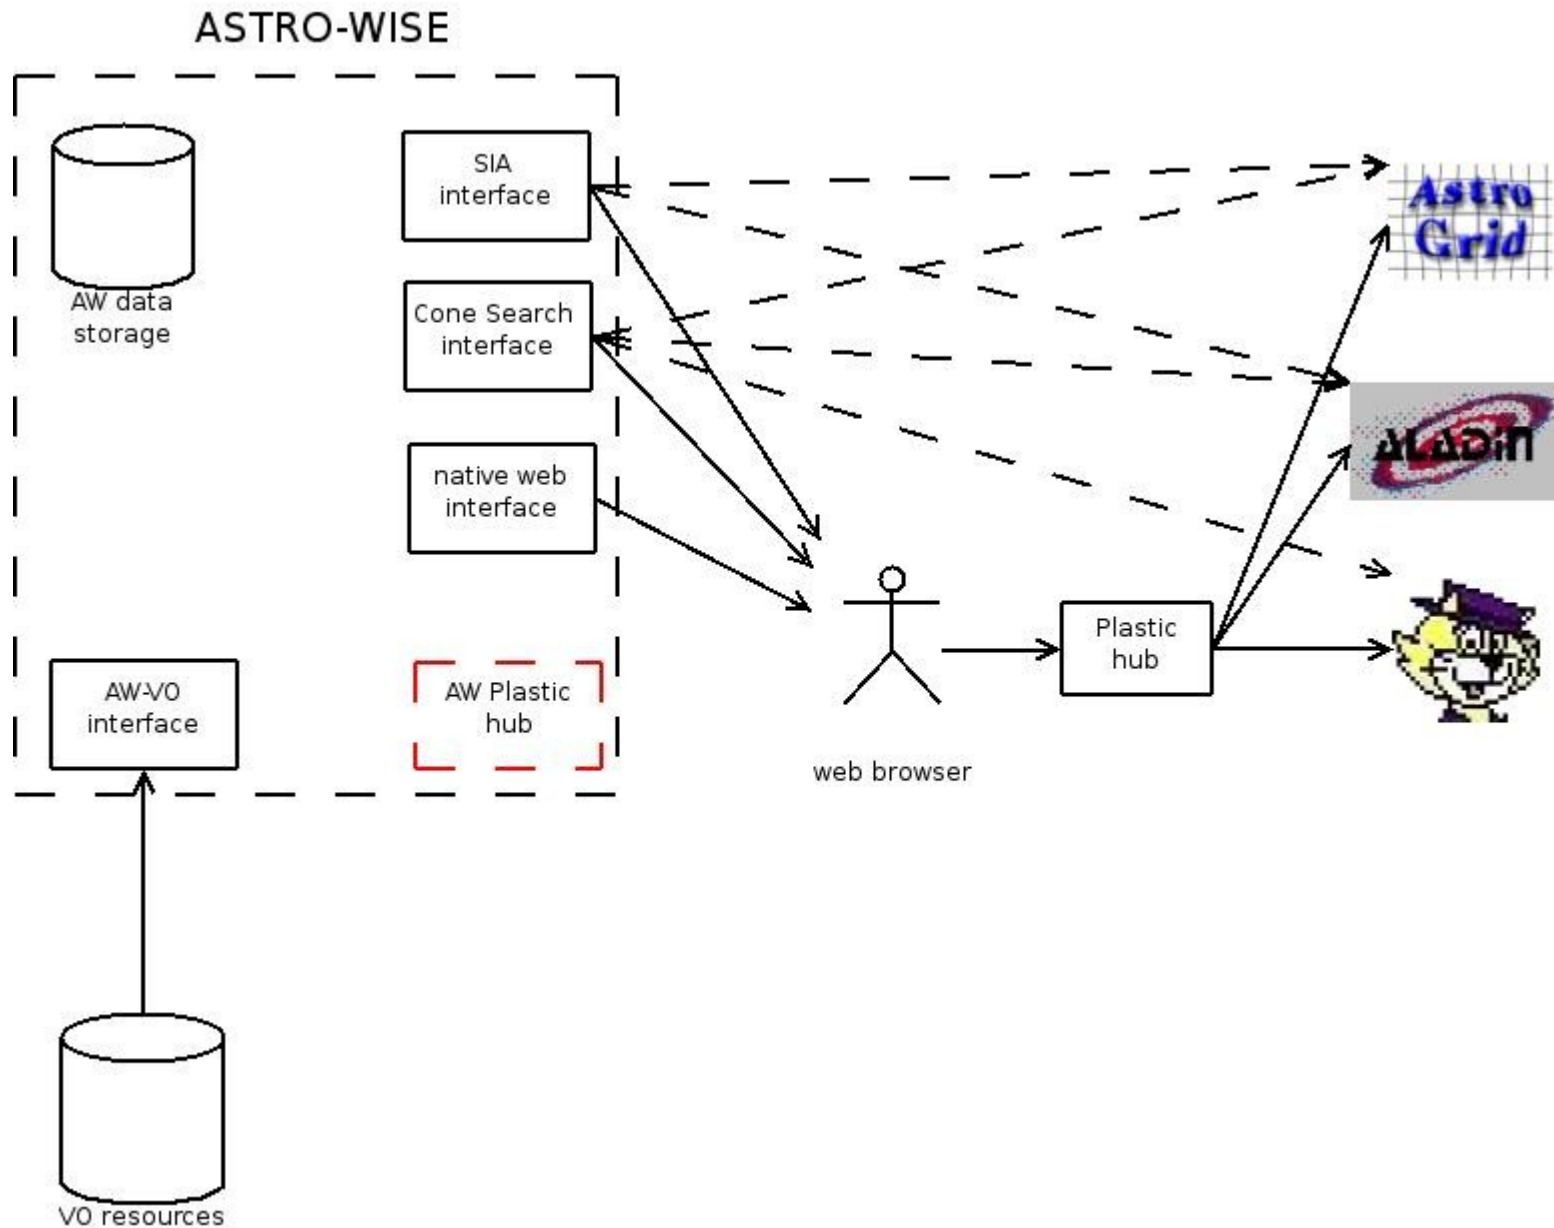 ASTRO-WISE
AW data
storage
SIA
interface
Cone Search
interface
native web
interface
AW-VO
interface
AW Plastic
hub
VO resources
web browser
Plastic
hub
Astro
Grid
ALADiN